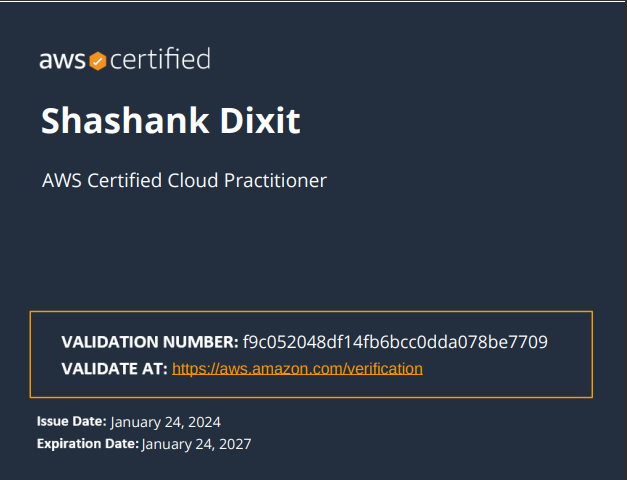 aws certified
Shashank Dixit
AWS Certified Cloud Practitioner
VALIDATION NUMBER: f9c052048df14fb6bcc0dda078be7709
VALIDATE AT: https://aws.amazon.com/verification
Issue Date: January 24, 2024
Expiration Date: January 24, 2027